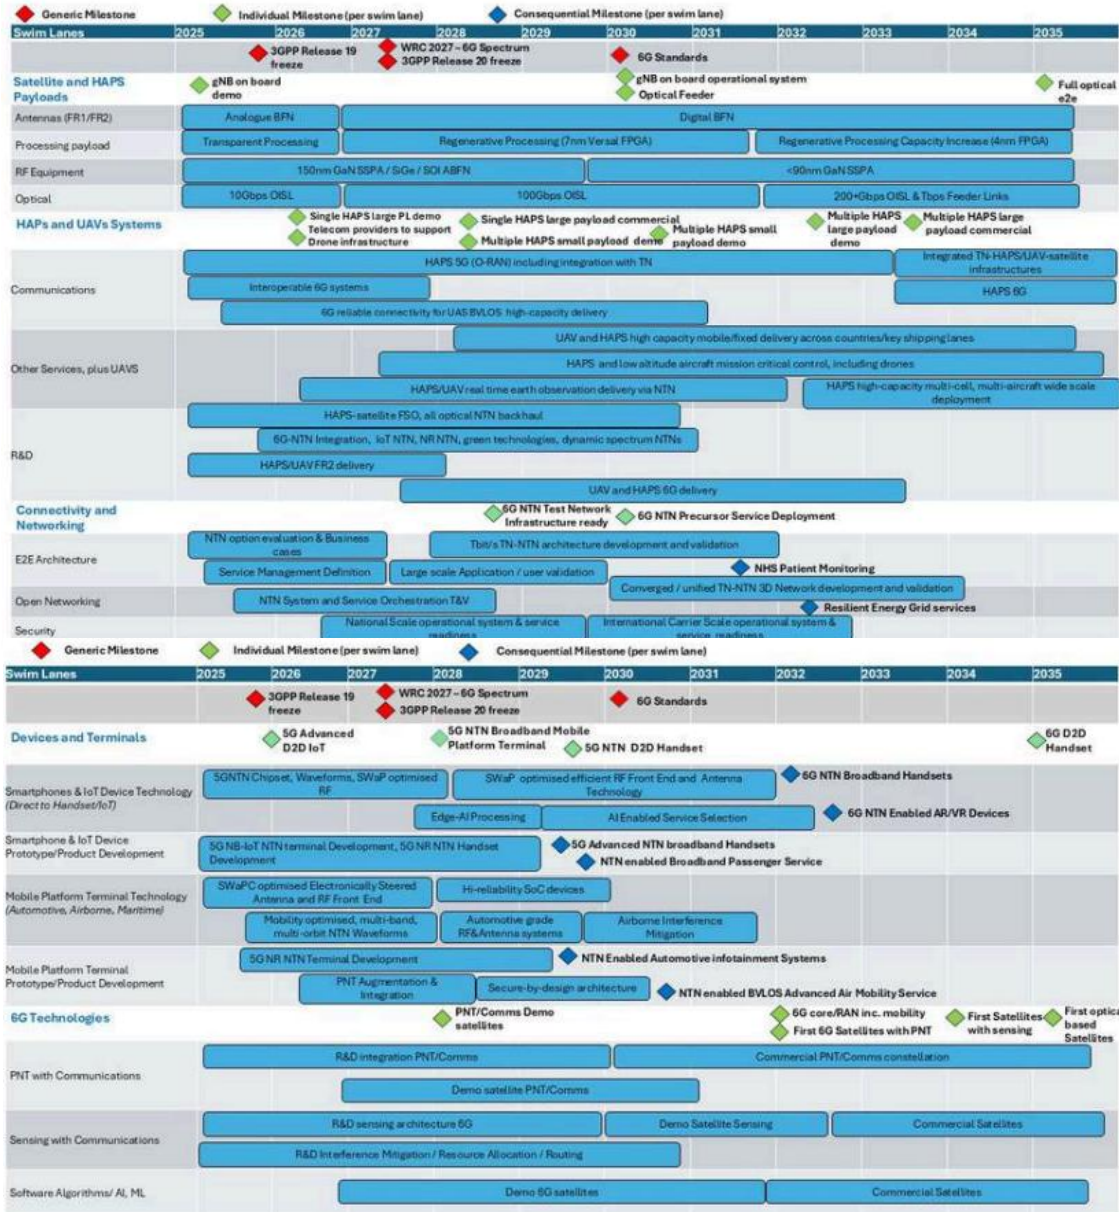 Generic Milestone
Individual Milestone (per swim lane)
Consequential Milestone (per swim lane)
Swim Lanes 2025 2026 2027 2028 2029 2030 2031 2032 2033 2034 2035
3GPP Release 19
freeze
WRC 2027 – 6G Spectrum
3GPP Release 20 freeze
6G Standards
Satellite and HAPS
Payloads
gNB on board
demo
gNB on board operational system
Optical Feeder
Full optical
e2e
Antennas (FR1/FR2)
Analogue BFN
Digital BFN
Processing payload
Transparent Processing
Regenerative Processing (7nm Versal FPGA)
Regenerative Processing Capacity Increase (4nm FPGA)
RF Equipment
150nm GaN SSPA / SiGe / SOI ABFN
<90nm GaN SSPA
Optical
10Gbps OISL
100Gbps OISL
200+Gbps OISL & Tbps Feeder Links
HAPs and UAVs Systems
Single HAPS large PL demo
Telecom providers to support
Drone infrastructure
Single HAPS large payload commercial
Multiple HAPS small payload demo
Multiple HAPS small
payload demo
Multiple HAPS
large payload
demo
Multiple HAPS large
payload commercial
Communications
HAPS 5G (O-RAN) including integration with TN
Integrated TN-HAPS/UAV-satellite
infrastructures
Interoperable 6G systems
HAPS 6G
6G reliable connectivity for UAS BVLOS high-capacity delivery
Other Services, plus UAVS
UAV and HAPS high capacity mobile/fixed delivery across countries/key shipping lanes
HAPS and low altitude aircraft mission critical control, including drones
HAPS/UAV real time earth observation delivery via NTN
HAPS high-capacity multi-cell, multi-aircraft wide scale
deployment
R&D
HAPS-satellite FSO, all optical NTN backhaul
6G-NTN Integration, IoT NTN, NR NTN, green technologies, dynamic spectrum NTNs
HAPS/UAV FR2 delivery
UAV and HAPS 6G delivery
Connectivity and
Networking
6G NTN Test Network
Infrastructure ready
6G NTN Precursor Service Deployment
E2E Architecture
NTN option evaluation & Business
cases
Tbit/s TN-NTN architecture development and validation
Service Management Definition
Large scale Application / user validation
NHS Patient Monitoring
Converged / unified TN-NTN 3D Network development and validation
Open Networking
NTN System and Service Orchestration T&V
Resilient Energy Grid services
Security
National Scale operational system & service
readiness
International Carrier Scale operational system &
service readiness
Generic Milestone
Individual Milestone (per swim lane)
Consequential Milestone (per swim lane)
Swim Lanes 2025 2026 2027 2028 2029 2030 2031 2032 2033 2034 2035
3GPP Release 19
freeze
WRC 2027 – 6G Spectrum
3GPP Release 20 freeze
6G Standards
Devices and Terminals
5G Advanced
D2D IoT
5G NTN Broadband Mobile
Platform Terminal
5G NTN D2D Handset
6G D2D
Handset
Smartphones & IoT Device Technology
(Direct to Handset/IoT)
5GNTN Chipset, Waveforms, SWaP optimised
RF
SWaP optimised efficient RF Front End and Antenna
Technology
6G NTN Broadband Handsets
Edge-AI Processing
AI Enabled Service Selection
6G NTN Enabled AR/VR Devices
Smartphone & IoT Device
Prototype/Product Development
5G NB-IoT NTN terminal Development, 5G NR NTN Handset
Development
5G Advanced NTN broadband Handsets
NTN enabled Broadband Passenger Service
Mobile Platform Terminal Technology
(Automotive, Airborne, Maritime)
SWaPC optimised Electronically Steered
Antenna and RF Front End
Hi-reliability SoC devices
Mobility optimised, multi-band,
multi-orbit NTN Waveforms
Automotive grade
RF&Antenna systems
Airborne Interference
Mitigation
Mobile Platform Terminal
Prototype/Product Development
5G NR NTN Terminal Development
NTN Enabled Automotive infotainment Systems
PNT Augmentation &
Integration
Secure-by-design architecture
NTN enabled BVLOS Advanced Air Mobility Service
6G Technologies
PNT/Comms Demo
satellites
6G core/RAN inc. mobility
First 6G Satellites with PNT
First Satellites
with sensing
First optica
based
Satellites
PNT with Communications
R&D integration PNT/Comms
Commercial PNT/Comms constellation
Demo satellite PNT/Comms
Sensing with Communications
R&D sensing architecture 6G
Demo Satellite Sensing
Commercial Satellites
R&D Interference Mitigation / Resource Allocation / Routing
Software Algorithms/ AI, ML
Demo 6G satellites
Commercial Satellites